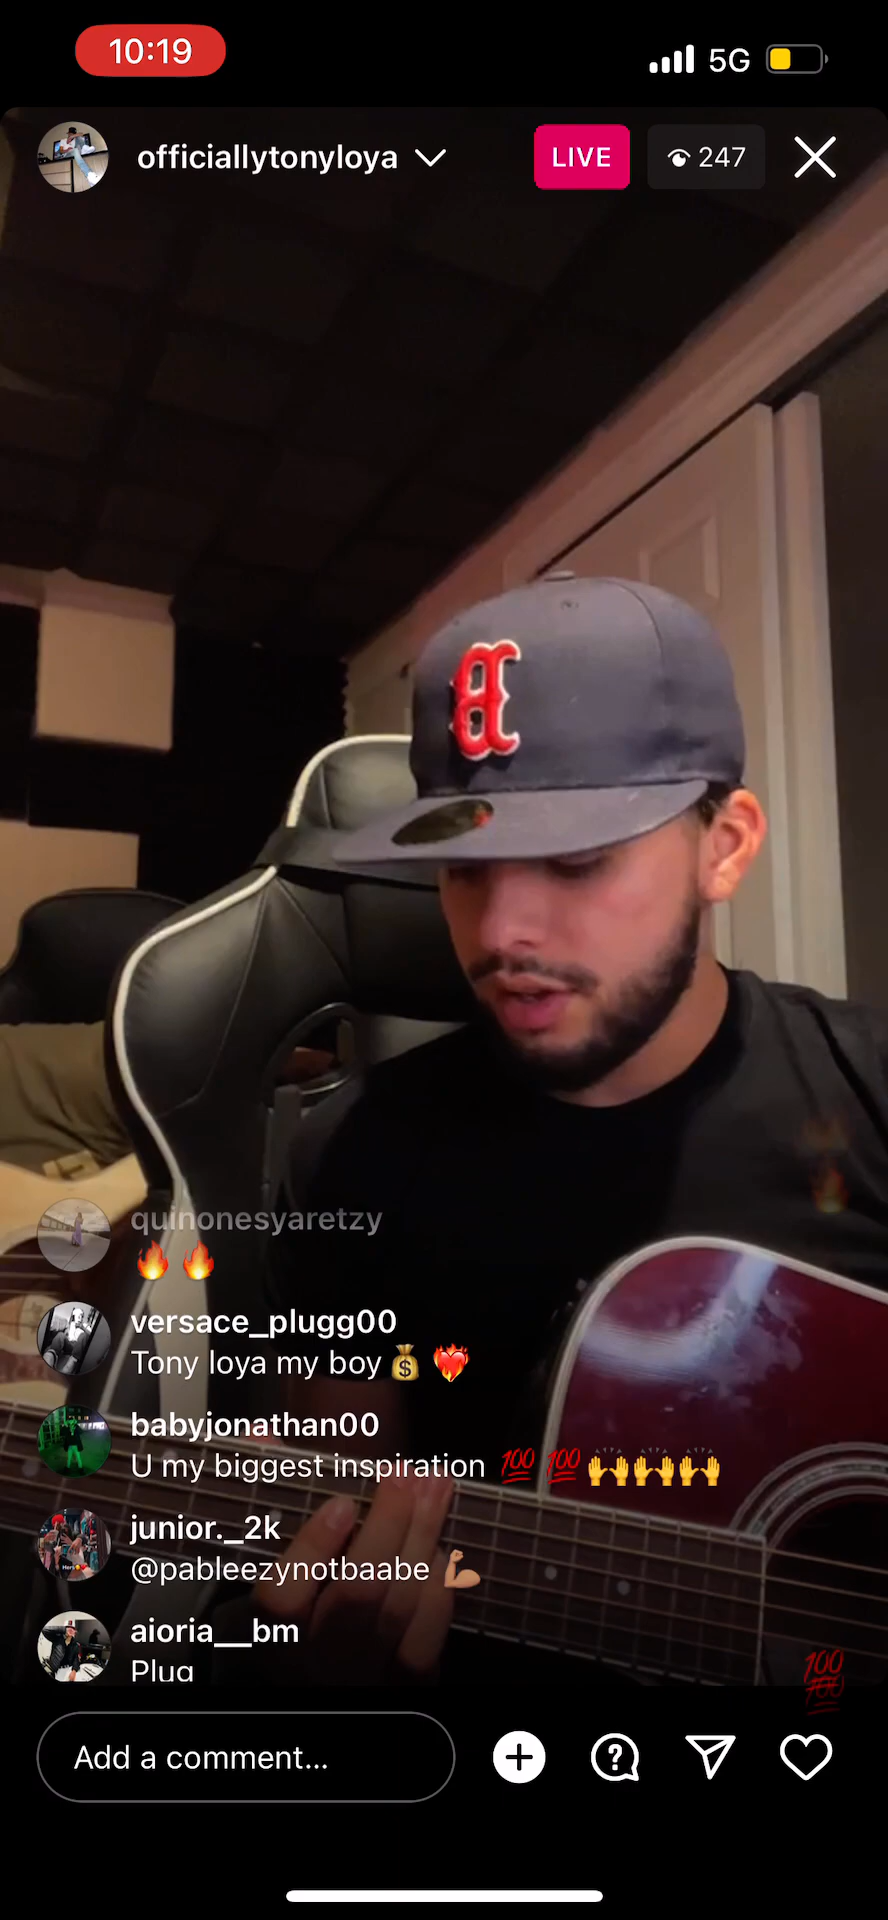 10:19
5G
officiallytonyloya
LIVE
247
B
quinonesyaretzy
🔥 🔥
versace_plugg00
Tony loya my boy 💰 ❤️‍🔥
babyjonathan00
U my biggest inspiration 💯 💯 🙌🙌🙌
junior._2k
@pableezynotbaabe 💪🏼
aioria__bm
Plug
💯
Add a comment...